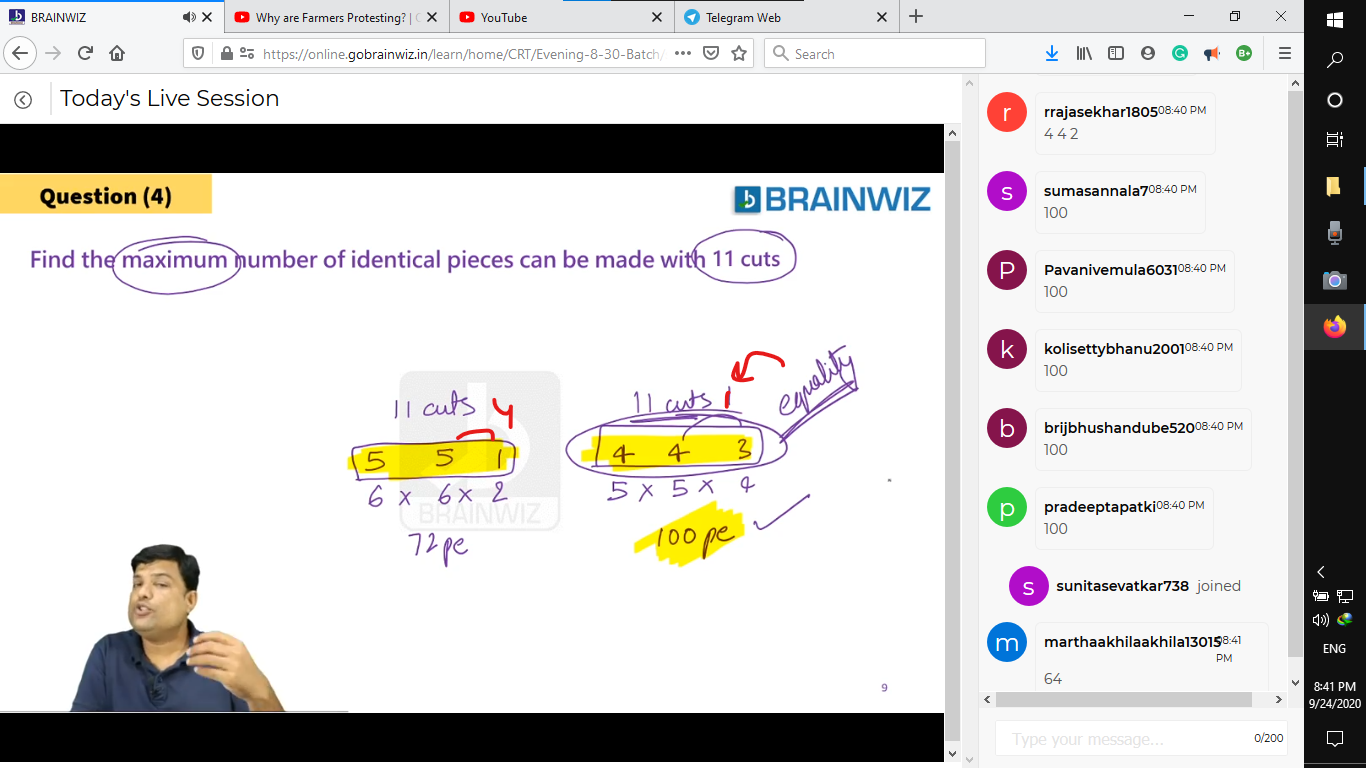 BRAINWIZ
Why are Farmers Protesting? | C
YouTube
Telegram Web
https://online.gobrainwiz.in/learn/home/CRT/Evening-8-30-Batch/
Search
Today's Live Session
Question (4)
BRAINWIZ
Find the maximum number of identical pieces can be made with 11 cuts
11 cuts 4
5 5 1
6 x 6 x 2
72 pe
11 cuts 1
4 4 3
5 x 5 x 4
100 pe
equality
BRAINWIZ
9
r
rrajasekhar1805 08:40 PM
4 4 2
s
sumasannala7 08:40 PM
100
P
Pavanivemula6031 08:40 PM
100
k
kolisettybhanu2001 08:40 PM
100
b
brijbhushandube520 08:40 PM
100
p
pradeeptapatki 08:40 PM
100
s
sunitasevatkar738 joined
m
marthaakhilaakhila13015 08:41
PM
64
Type your message...
0/200
ENG
8:41 PM
9/24/2020